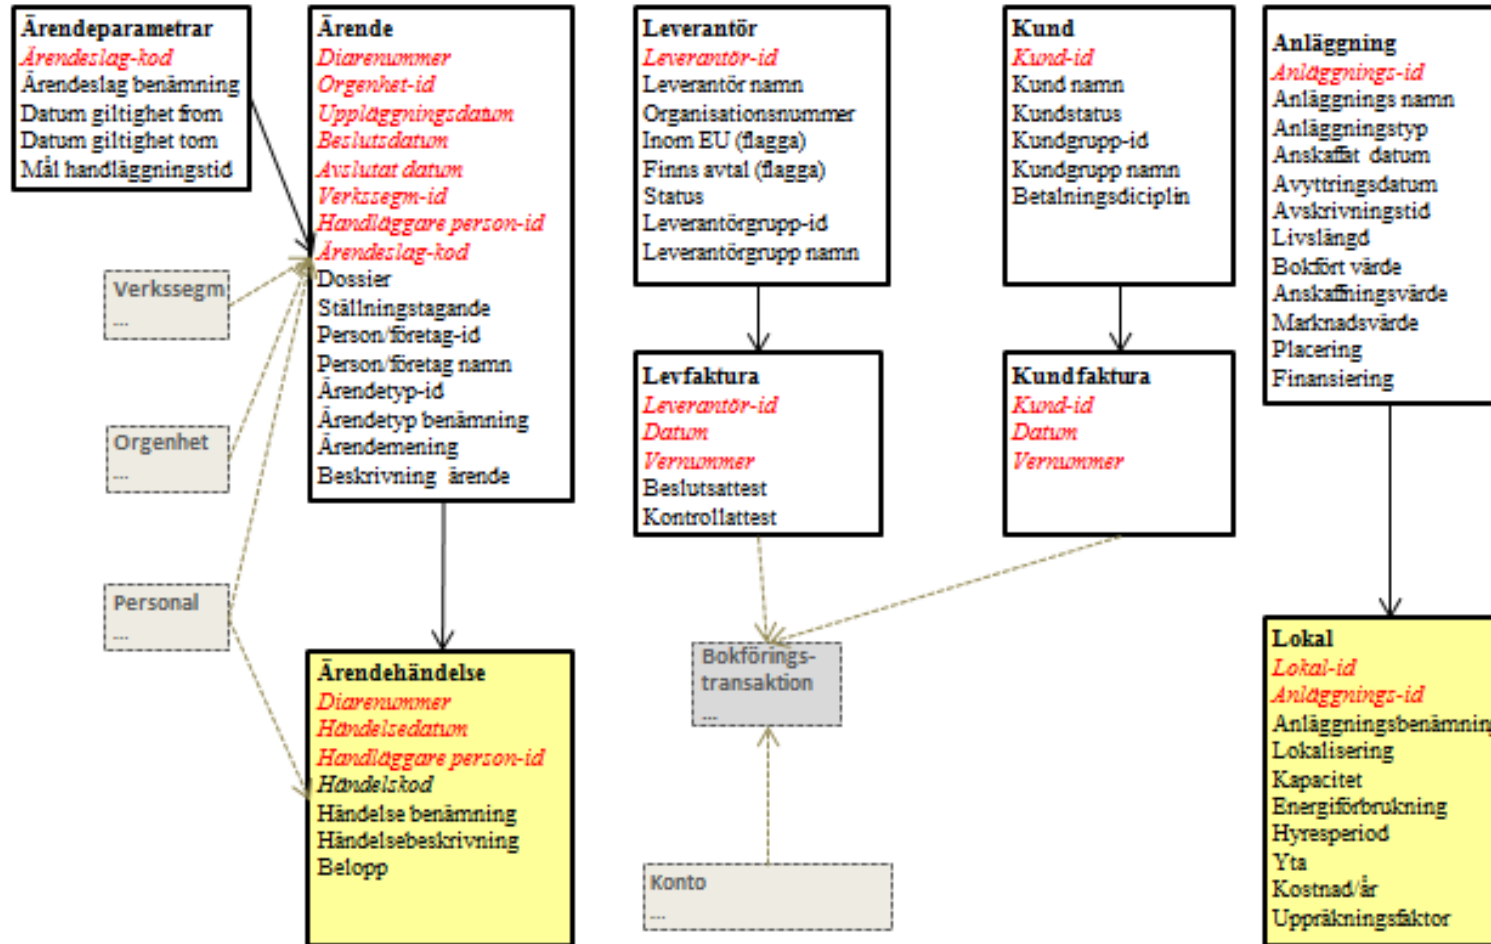 Ärendeparametrar
Ärendeslag-kod
Ärendeslag benämning
Datum giltighet from
Datum giltighet tom
Mål handläggningstid
Ärende
Diarenummer
Orgenhet-id
Uppläggningsdatum
Beslutsdatum
Avslutat datum
Verkssegm-id
Handläggare person-id
Ärendeslag-kod
Dossier
Ställningstagande
Person/företag-id
Person/företag namn
Ärendetyp-id
Ärendetyp benämning
Ärendemening
Beskrivning ärende
Leverantör
Leverantör-id
Leverantör namn
Organisationsnummer
Inom EU (flagga)
Finns avtal (flagga)
Status
Leverantörgrupp-id
Leverantörgrupp namn
Kund
Kund-id
Kund namn
Kundstatus
Kundgrupp-id
Kundgrupp namn
Betalningsdiciplin
Anläggning
Anläggnings-id
Anläggnings namn
Anläggningstyp
Anskaffat datum
Avyttringsdatum
Avskrivningstid
Livslängd
Bokfört värde
Anskaffningsvärde
Marknadsvärde
Placering
Finansiering
Verkssegm
...
Orgenhet
...
Personal
...
Levfaktura
Leverantör-id
Datum
Vernummer
Beslutsattest
Kontrollattest
Kundfaktura
Kund-id
Datum
Vernummer
Ärendehändelse
Diarenummer
Händelsedatum
Handläggare person-id
Händelskod
Händelse benämning
Händelsebeskrivning
Belopp
Bokförings-
transaktion
...
Konto
...
Lokal
Lokal-id
Anläggnings-id
Anläggningsbenämning
Lokalisering
Kapacitet
Energiförbrukning
Hyresperiod
Yta
Kostnad/år
Uppräkningsfaktor